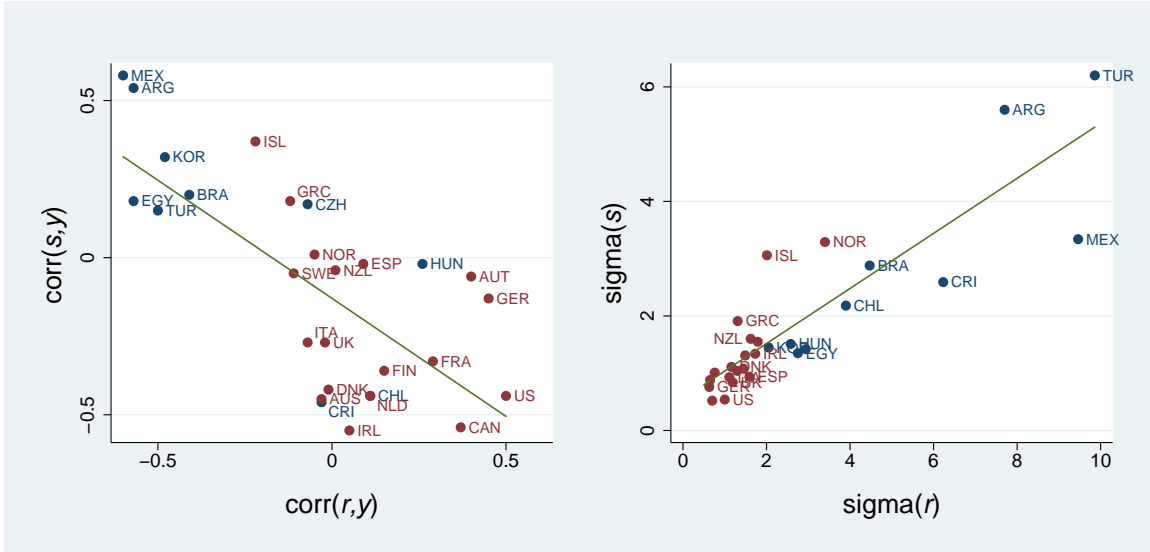 MEX
ARG
0.5
ISL
KOR
GRC
BRA
EGY
CZH
TUR
NOR
ESP
HUN
0
SWE
NZL
AUT
GER
ITA
UK
FRA
FIN
DNK
CHL
US
AUS
NLD
CRI
−0.5
CAN
IRL
−0.5
0
0.5
corr(s,y)
corr(r,y)
TUR
6
ARG
4
MEX
NOR
ISL
BRA
CRI
CHL
2
GRC
NZL
HUN
EGY
IRL
DNK
ESP
GER
US
0
0
2
4
6
8
10
sigma(s)
sigma(r)